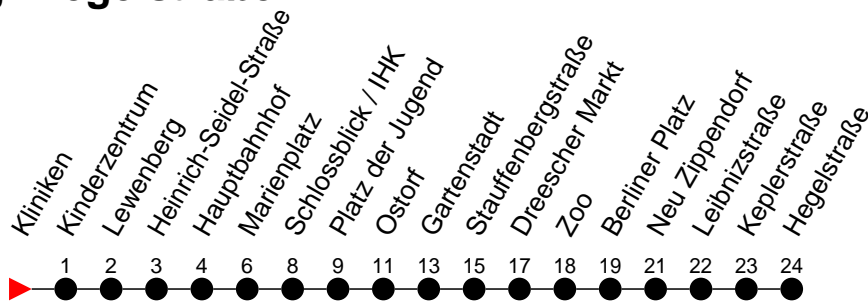 Kliniken
Kinderzentrum
Lewenberg
Heinrich-Seidel-Straße
Hauptbahnhof
Marienplatz
Schlossblick / IHK
Platz der Jugend
Ostorf
Gartenstadt
Stauffenbergstraße
Dreescher Markt
Zoo
Berliner Platz
Neu Zippendorf
Leibnizstraße
Keplerstraße
Hegelstraße
1 2 3 4 6 8 9 11 13 15 17 18 19 21 22 23 24